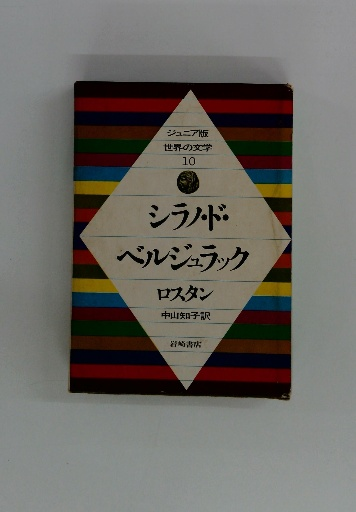 ジュニア版
世界の文学
10
シラノ・ド・
ベルジュラック
ロスタン
中山知子・訳
岩崎書店